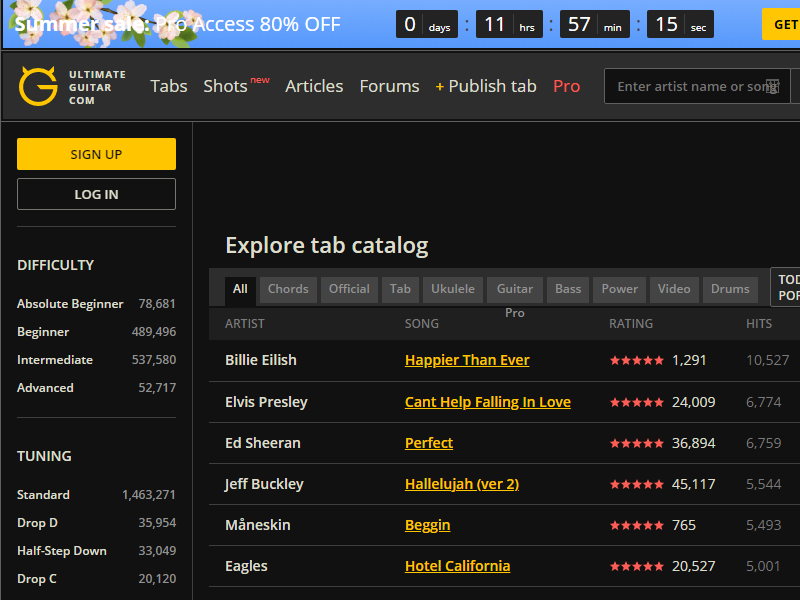 Summer sale: Pro Access 80% OFF
0 days : 11 hrs : 57 min : 15 sec
GET
ULTIMATE
GUITAR
COM
Tabs Shots new Articles Forums + Publish tab Pro
Enter artist name or song
SIGN UP
LOG IN
DIFFICULTY
Absolute Beginner 78,681
Beginner 489,496
Intermediate 537,580
Advanced 52,717
TUNING
Standard 1,463,271
Drop D 35,954
Half-Step Down 33,049
Drop C 20,120
Explore tab catalog
All Chords Official Tab Ukulele Guitar Pro Bass Power Video Drums
ARTIST SONG RATING HITS
Billie Eilish Happier Than Ever 1,291 10,527
Elvis Presley Cant Help Falling In Love 24,009 6,774
Ed Sheeran Perfect 36,894 6,759
Jeff Buckley Hallelujah (ver 2) 45,117 5,544
Måneskin Beggin 765 5,493
Eagles Hotel California 20,527 5,001